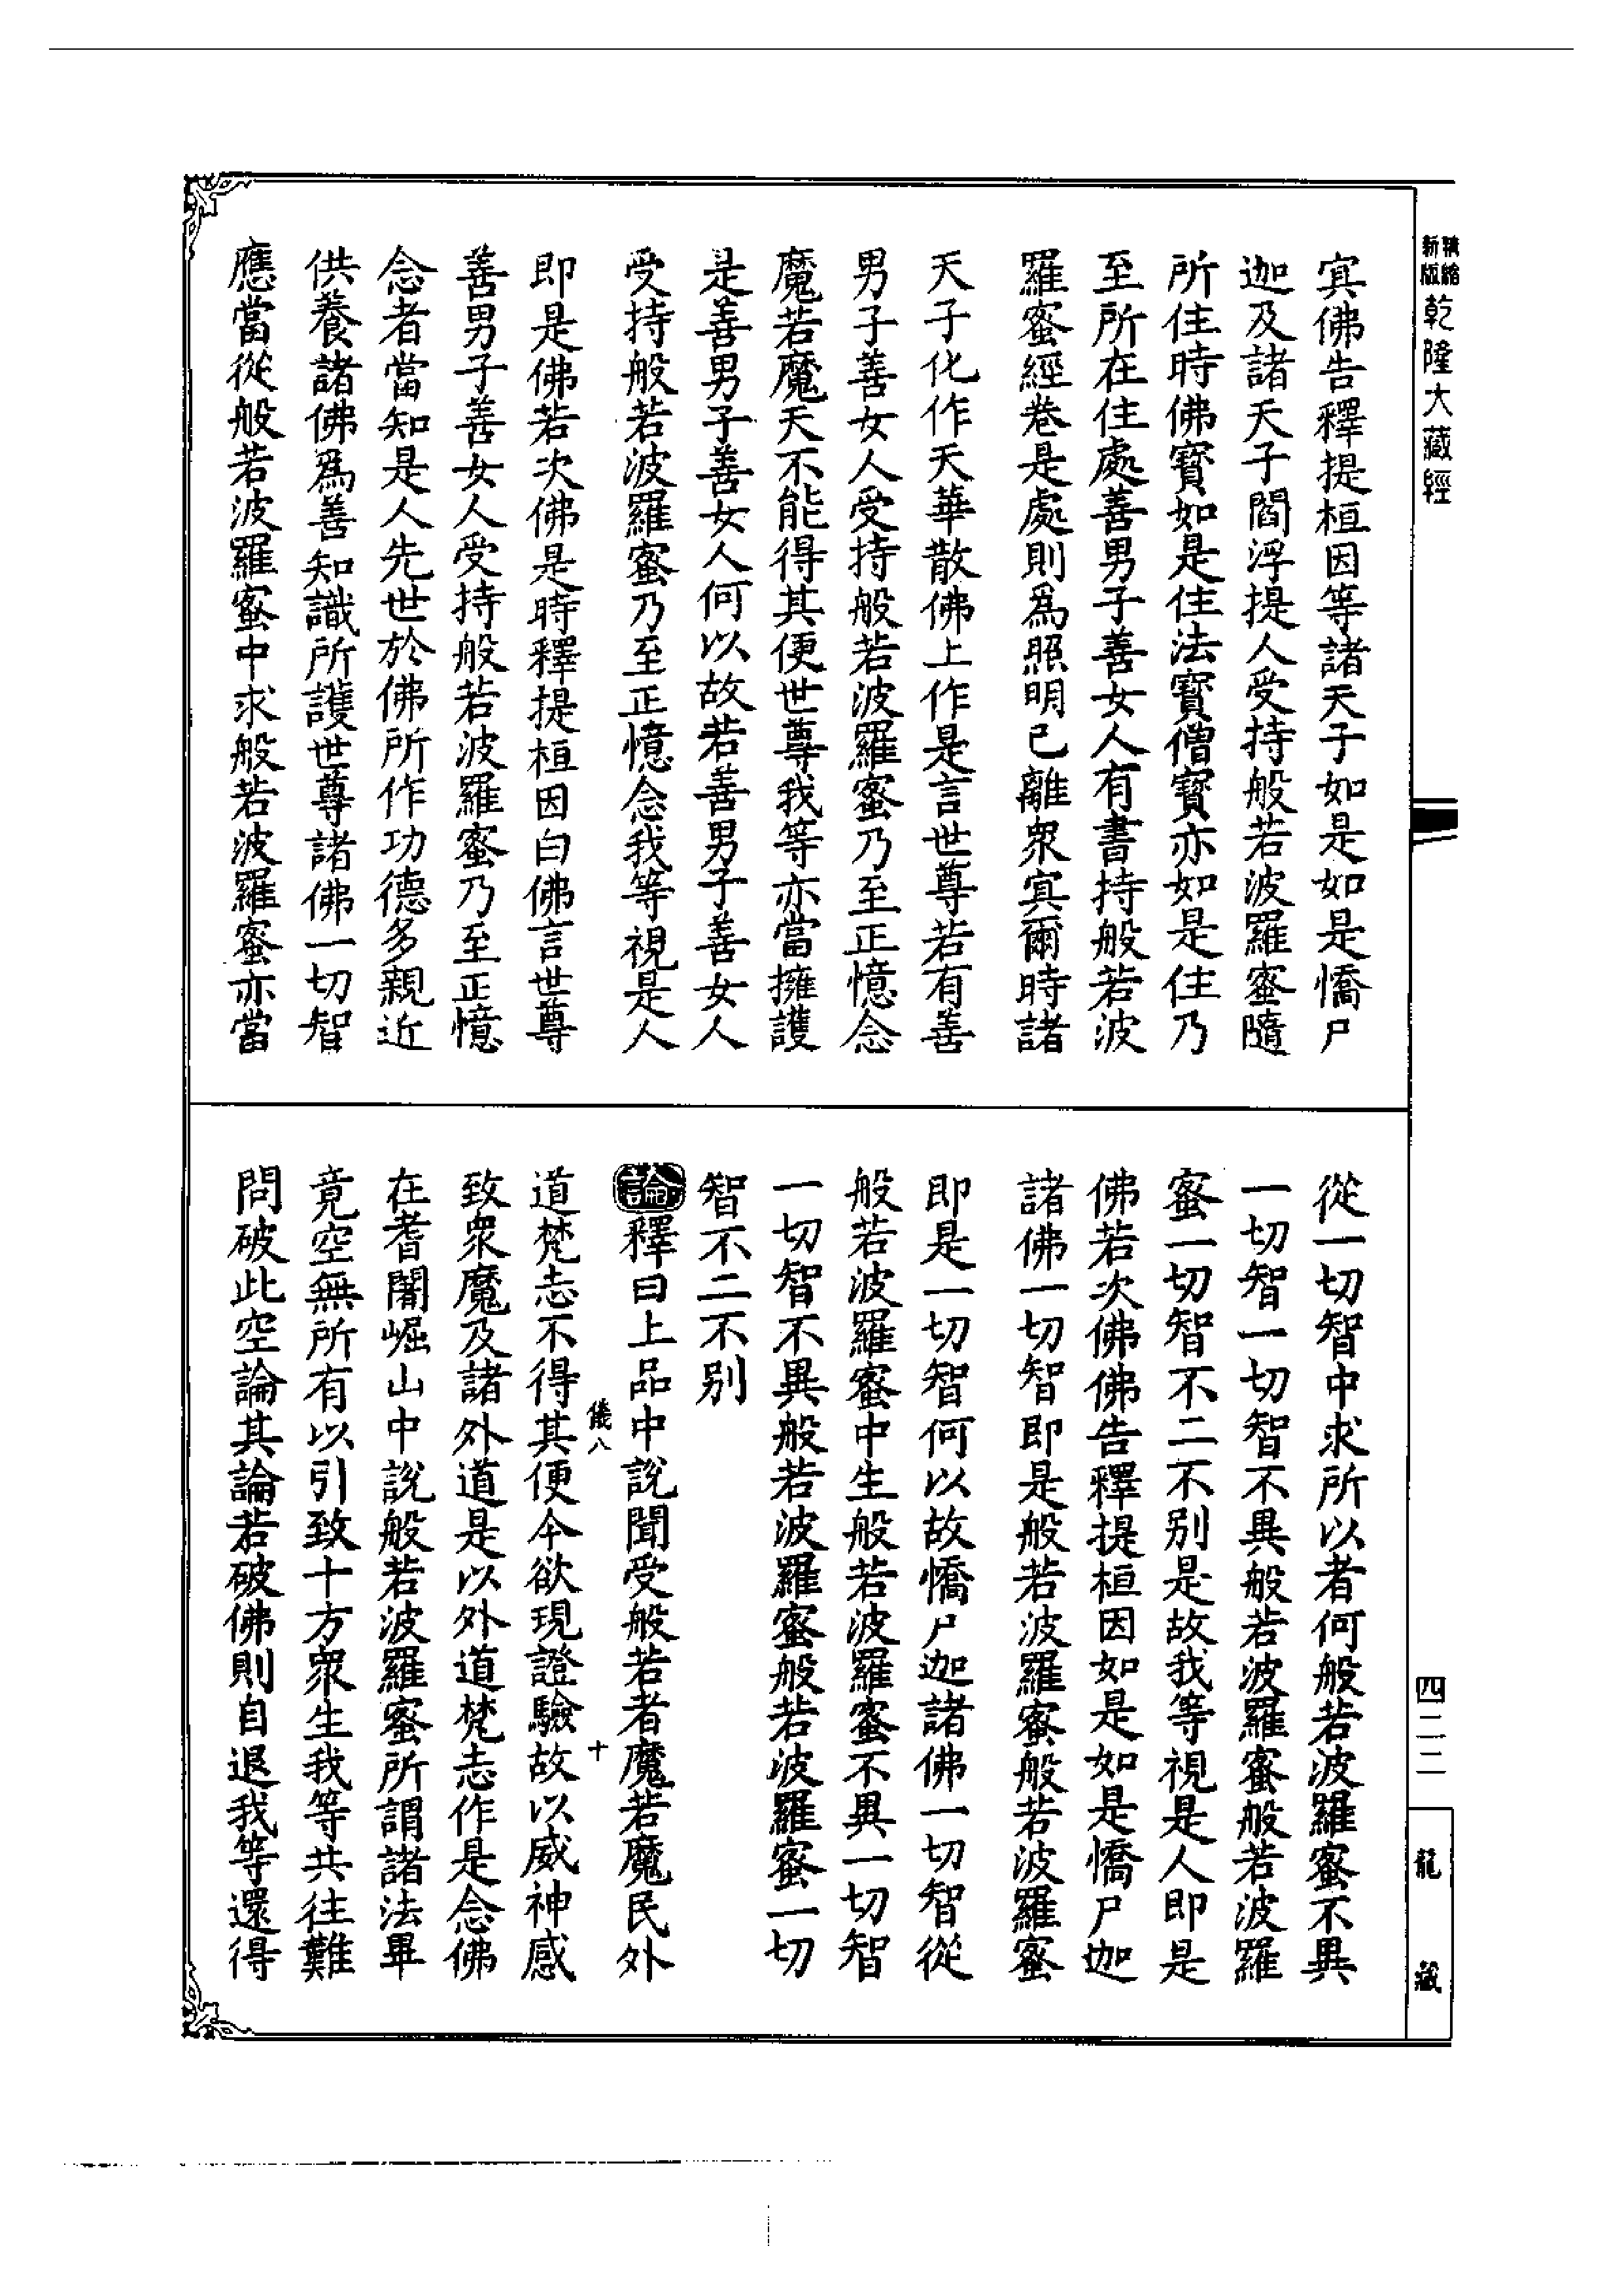 精縮新版乾隆大藏經
冥佛告釋提桓因等諸天子如是如是憍尸
迦及諸天子閻浮提人受持般若波羅蜜隨
所住時佛寶如是住法寶僧寶亦如是住乃
至所在住處善男子善女人有書持般若波
羅蜜經卷是處則爲照明已離衆冥爾時諸
天子化作天華散佛上作是言世尊若有善
男子善女人受持般若波羅蜜乃至正憶念
魔若魔天不能得其便世尊我等亦當擁護
是善男子善女人何以故若善男子善女人
受持般若波羅蜜乃至正憶念我等視是人
即是佛若次佛是時釋提桓因白佛言世尊
善男子善女人受持般若波羅蜜乃至正憶
念者當知是人先世於佛所作功德多親近
供養諸佛爲善知識所護世尊諸佛一切智
應當從般若波羅蜜中求般若波羅蜜亦當
從一切智中求所以者何般若波羅蜜不異
一切智一切智不異般若波羅蜜般若波羅
蜜一切智不二不别是故我等視是人即是
佛若次佛佛告釋提桓因如是如是憍尸迦
諸佛一切智即是般若波羅蜜般若波羅蜜
即是一切智何以故憍尸迦諸佛一切智從
般若波羅蜜中生般若波羅蜜不異一切智
一切智不異般若波羅蜜般若波羅蜜一切
智不二不别
論釋曰上品中說聞受般若者魔若魔民外
儀八 十
道梵志不得其便今欲現證驗故以威神感
致衆魔及諸外道是以外道梵志作是念佛
在耆闍崛山中說般若波羅蜜所謂諸法畢
竟空無所有以引致十方衆生我等共往難
問破此空論其論若破佛則自退我等還得
四二二
龍藏